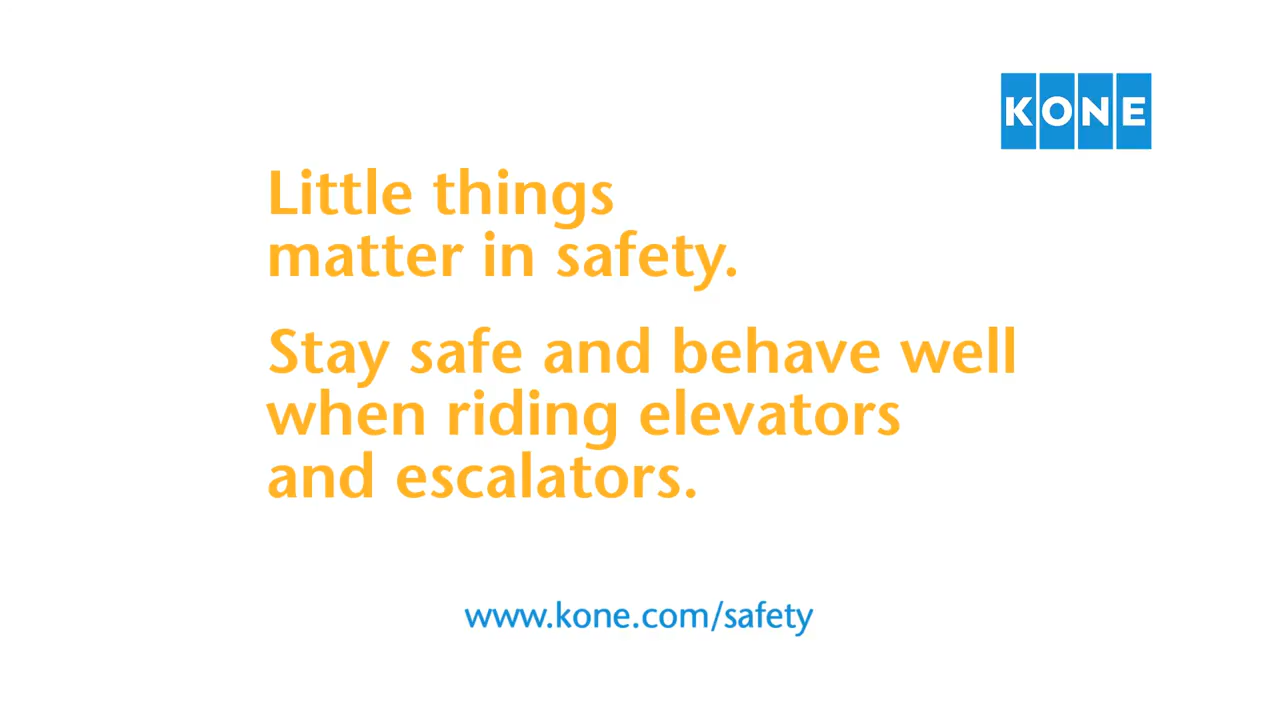 KONE
Little things
matter in safety.
Stay safe and behave well
when riding elevators
and escalators.
www.kone.com/safety